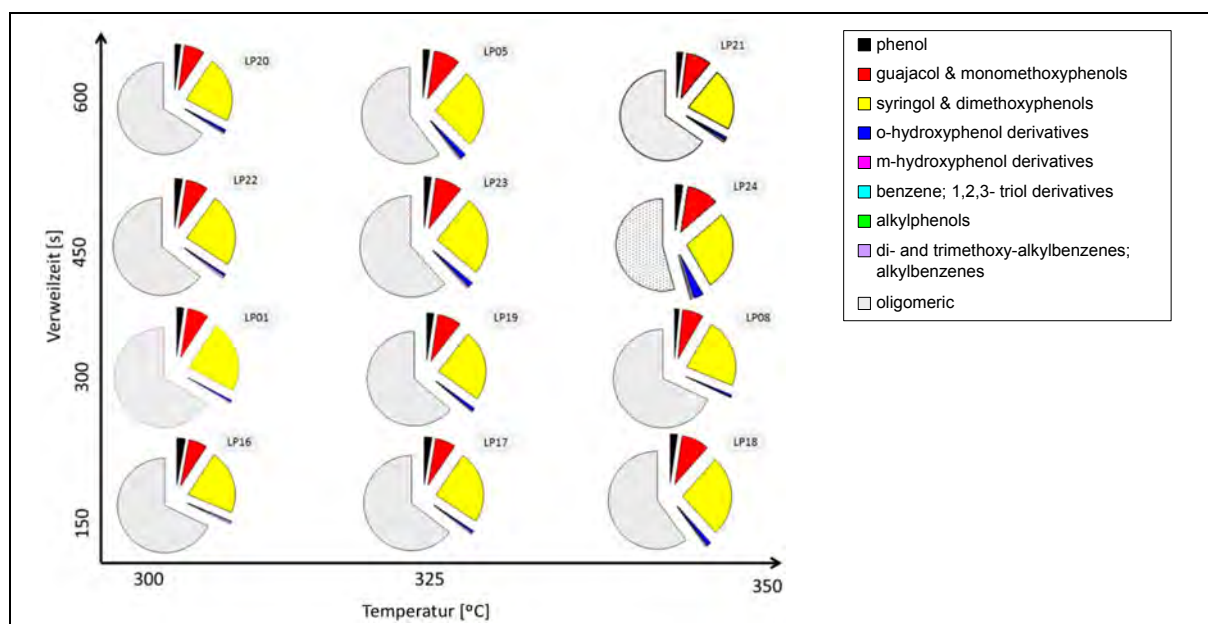 LP20
LP05
LP21
600
LP22
LP23
LP24
450
LP01
LP19
LP08
300
LP16
LP17
LP18
150
Verweilzeit [s]
300
325
350
Temperatur [ºC]
phenol
guajacol & monomethoxyphenols
syringol & dimethoxyphenols
o-hydroxyphenol derivatives
m-hydroxyphenol derivatives
benzene; 1,2,3- triol derivatives
alkylphenols
di- and trimethoxy-alkylbenzenes;
alkylbenzenes
oligomeric